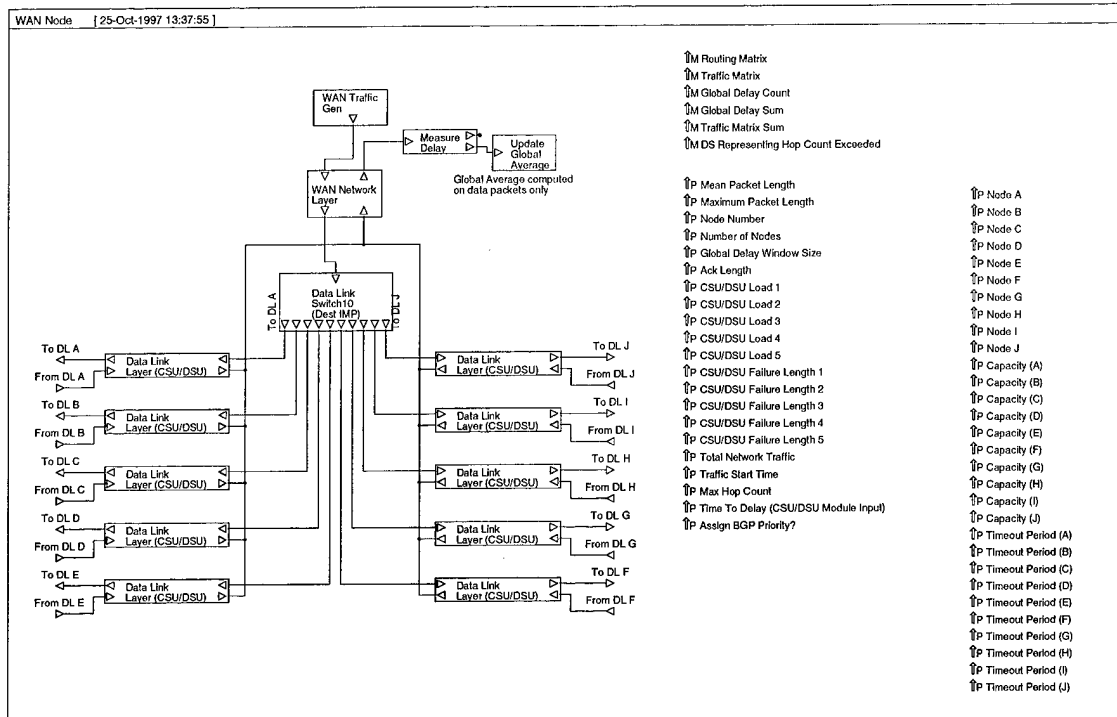 WAN Node [ 25-Oct-1997 13:37:55 ]
WAN Traffic
Gen
Measure
Delay
Update
Global
Average
Global Average computed
on data packets only
WAN Network
Layer
To DL A
Data Link
Switch10
(Dest IMP)
To DL J
To DL A
From DL A
Data Link
Layer (CSU/DSU)
To DL B
From DL B
Data Link
Layer (CSU/DSU)
To DL C
From DL C
Data Link
Layer (CSU/DSU)
To DL D
From DL D
Data Link
Layer (CSU/DSU)
To DL E
From DL E
Data Link
Layer (CSU/DSU)
Data Link
Layer (CSU/DSU)
To DL J
From DL J
Data Link
Layer (CSU/DSU)
To DL I
From DL I
Data Link
Layer (CSU/DSU)
To DL H
From DL H
Data Link
Layer (CSU/DSU)
To DL G
From DL G
Data Link
Layer (CSU/DSU)
To DL F
From DL F
⇑M Routing Matrix
⇑M Traffic Matrix
⇑M Global Delay Count
⇑M Global Delay Sum
⇑M Traffic Matrix Sum
⇑M DS Representing Hop Count Exceeded
⇑P Mean Packet Length
⇑P Maximum Packet Length
⇑P Node Number
⇑P Number of Nodes
⇑P Global Delay Window Size
⇑P Ack Length
⇑P CSU/DSU Load 1
⇑P CSU/DSU Load 2
⇑P CSU/DSU Load 3
⇑P CSU/DSU Load 4
⇑P CSU/DSU Load 5
⇑P CSU/DSU Failure Length 1
⇑P CSU/DSU Failure Length 2
⇑P CSU/DSU Failure Length 3
⇑P CSU/DSU Failure Length 4
⇑P CSU/DSU Failure Length 5
⇑P Total Network Traffic
⇑P Traffic Start Time
⇑P Max Hop Count
⇑P Time To Delay (CSU/DSU Module Input)
⇑P Assign BGP Priority?
⇑P Node A
⇑P Node B
⇑P Node C
⇑P Node D
⇑P Node E
⇑P Node F
⇑P Node G
⇑P Node H
⇑P Node I
⇑P Node J
⇑P Capacity (A)
⇑P Capacity (B)
⇑P Capacity (C)
⇑P Capacity (D)
⇑P Capacity (E)
⇑P Capacity (F)
⇑P Capacity (G)
⇑P Capacity (H)
⇑P Capacity (I)
⇑P Capacity (J)
⇑P Timeout Period (A)
⇑P Timeout Period (B)
⇑P Timeout Period (C)
⇑P Timeout Period (D)
⇑P Timeout Period (E)
⇑P Timeout Period (F)
⇑P Timeout Period (G)
⇑P Timeout Period (H)
⇑P Timeout Period (I)
⇑P Timeout Period (J)